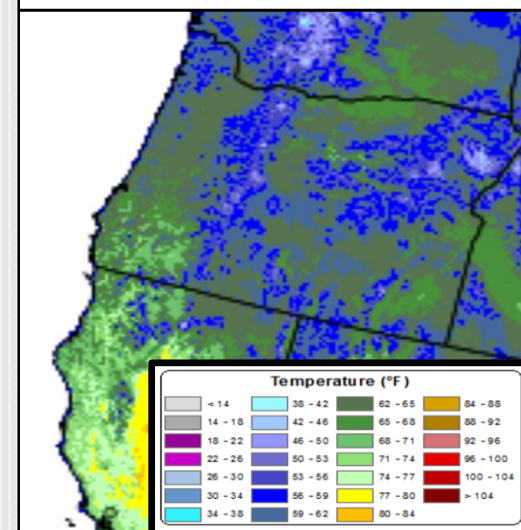 Temperature (°F)
< 14 38 - 42 62 - 65 84 - 88
14 - 18 42 - 46 65 - 68 88 - 92
18 - 22 46 - 50 68 - 71 92 - 96
22 - 26 50 - 53 71 - 74 96 - 100
26 - 30 53 - 56 74 - 77 100 - 104
30 - 34 56 - 59 77 - 80 > 104
34 - 38 59 - 62 80 - 84